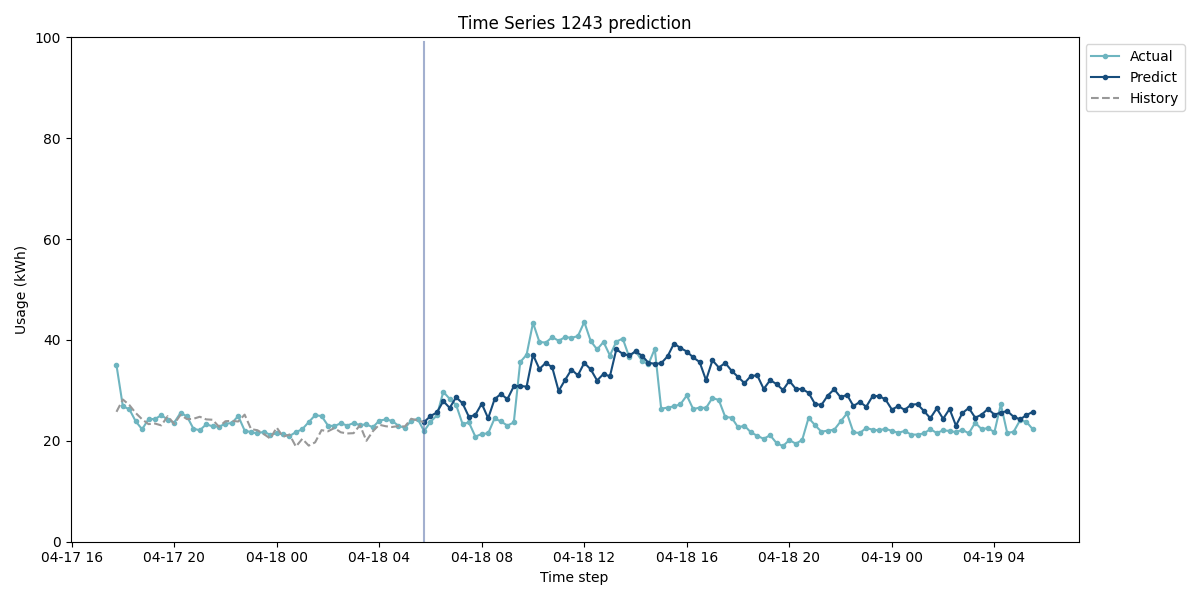 Time Series 1243 prediction
100
80
60
40
20
0
Usage (kWh)
04-17 16
04-17 20
04-18 00
04-18 04
04-18 08
04-18 12
04-18 16
04-18 20
04-19 00
04-19 04
Time step
Actual
Predict
History